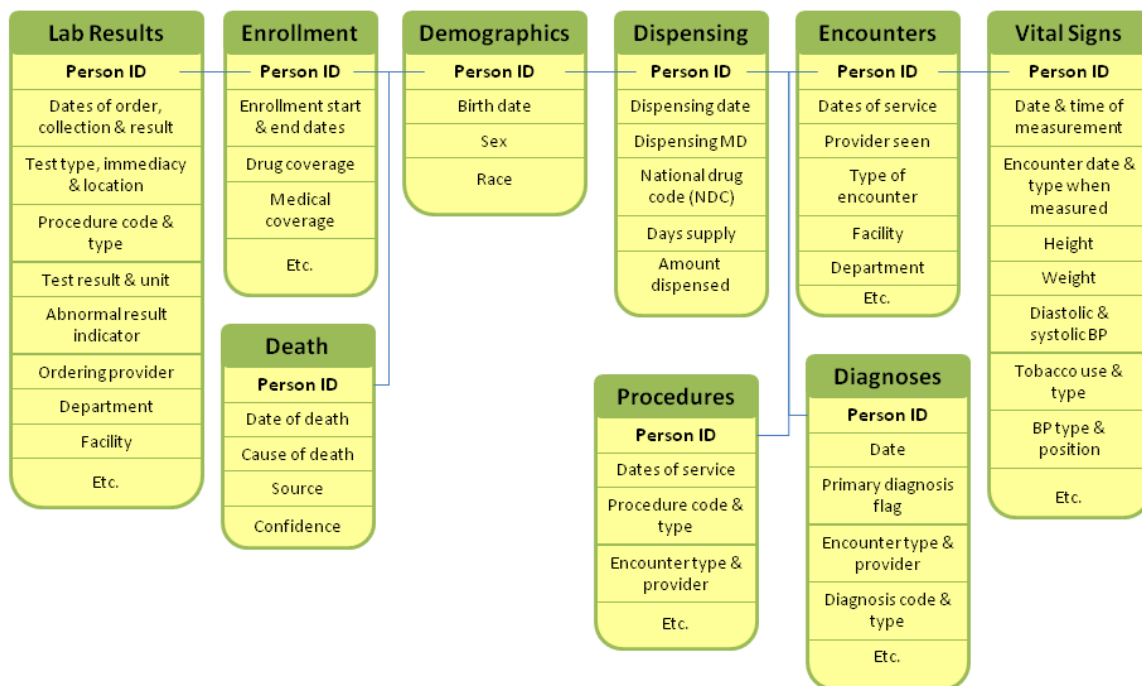 Lab Results
Person ID
Dates of order,
collection & result
Test type, immediacy
& location
Procedure code &
type
Test result & unit
Abnormal result
indicator
Ordering provider
Department
Facility
Etc.
Enrollment
Person ID
Enrollment start
& end dates
Drug coverage
Medical
coverage
Etc.
Death
Person ID
Date of death
Cause of death
Source
Confidence
Demographics
Person ID
Birth date
Sex
Race
Dispensing
Person ID
Dispensing date
Dispensing MD
National drug
code (NDC)
Days supply
Amount
dispensed
Procedures
Person ID
Dates of service
Procedure code
& type
Encounter type &
provider
Etc.
Encounters
Person ID
Dates of service
Provider seen
Type of
encounter
Facility
Department
Etc.
Diagnoses
Person ID
Date
Primary diagnosis
flag
Encounter type &
provider
Diagnosis code &
type
Etc.
Vital Signs
Person ID
Date & time of
measurement
Encounter date &
type when
measured
Height
Weight
Diastolic &
systolic BP
Tobacco use &
type
BP type &
position
Etc.